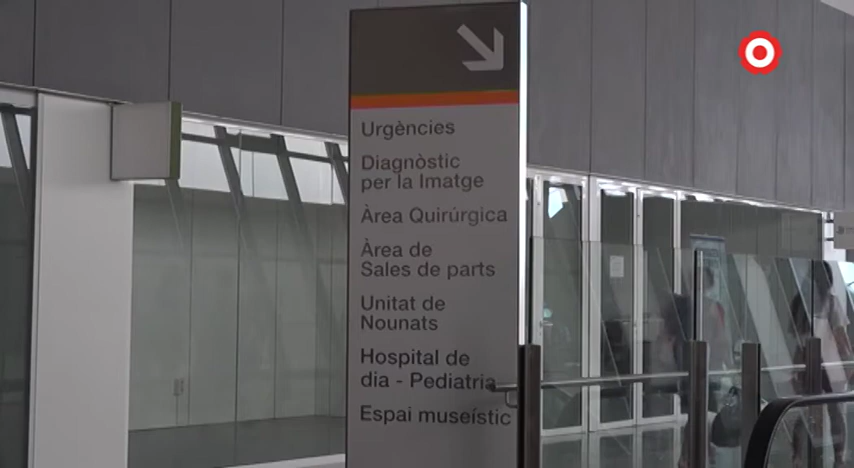 Urgències
Diagnòstic
per la Imatge
Àrea Quirúrgica
Àrea de
Sales de parts
Unitat de
Nounats
Hospital de
dia - Pediatria
Espai museístic